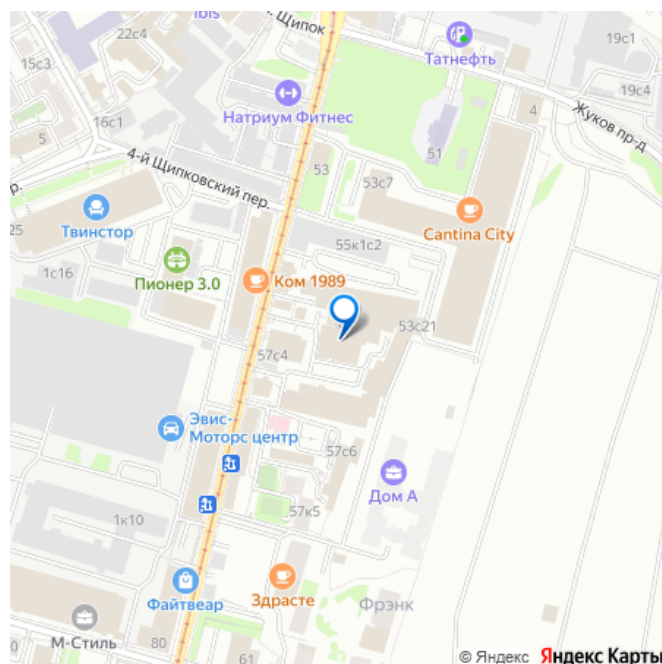 ibis
й. Щипок
22с4
15с3
Татнефть
19с1
19с4
Натриум Фитнес
16с1
5
4
Жуков пр-д
51
53
4-й Щипковский пер.
53с7
р.
25
Твинстор
Cantina City
55к1с2
1с16
Пионер 3.0
Ком 1989
53с21
57с4
Эвис-
Моторс центр
57с6
Дом А
1к10
57к5
Здрасте
Файтвеар
Фрэнк
М-Стиль
80
61
© Яндекс Яндекс Карты